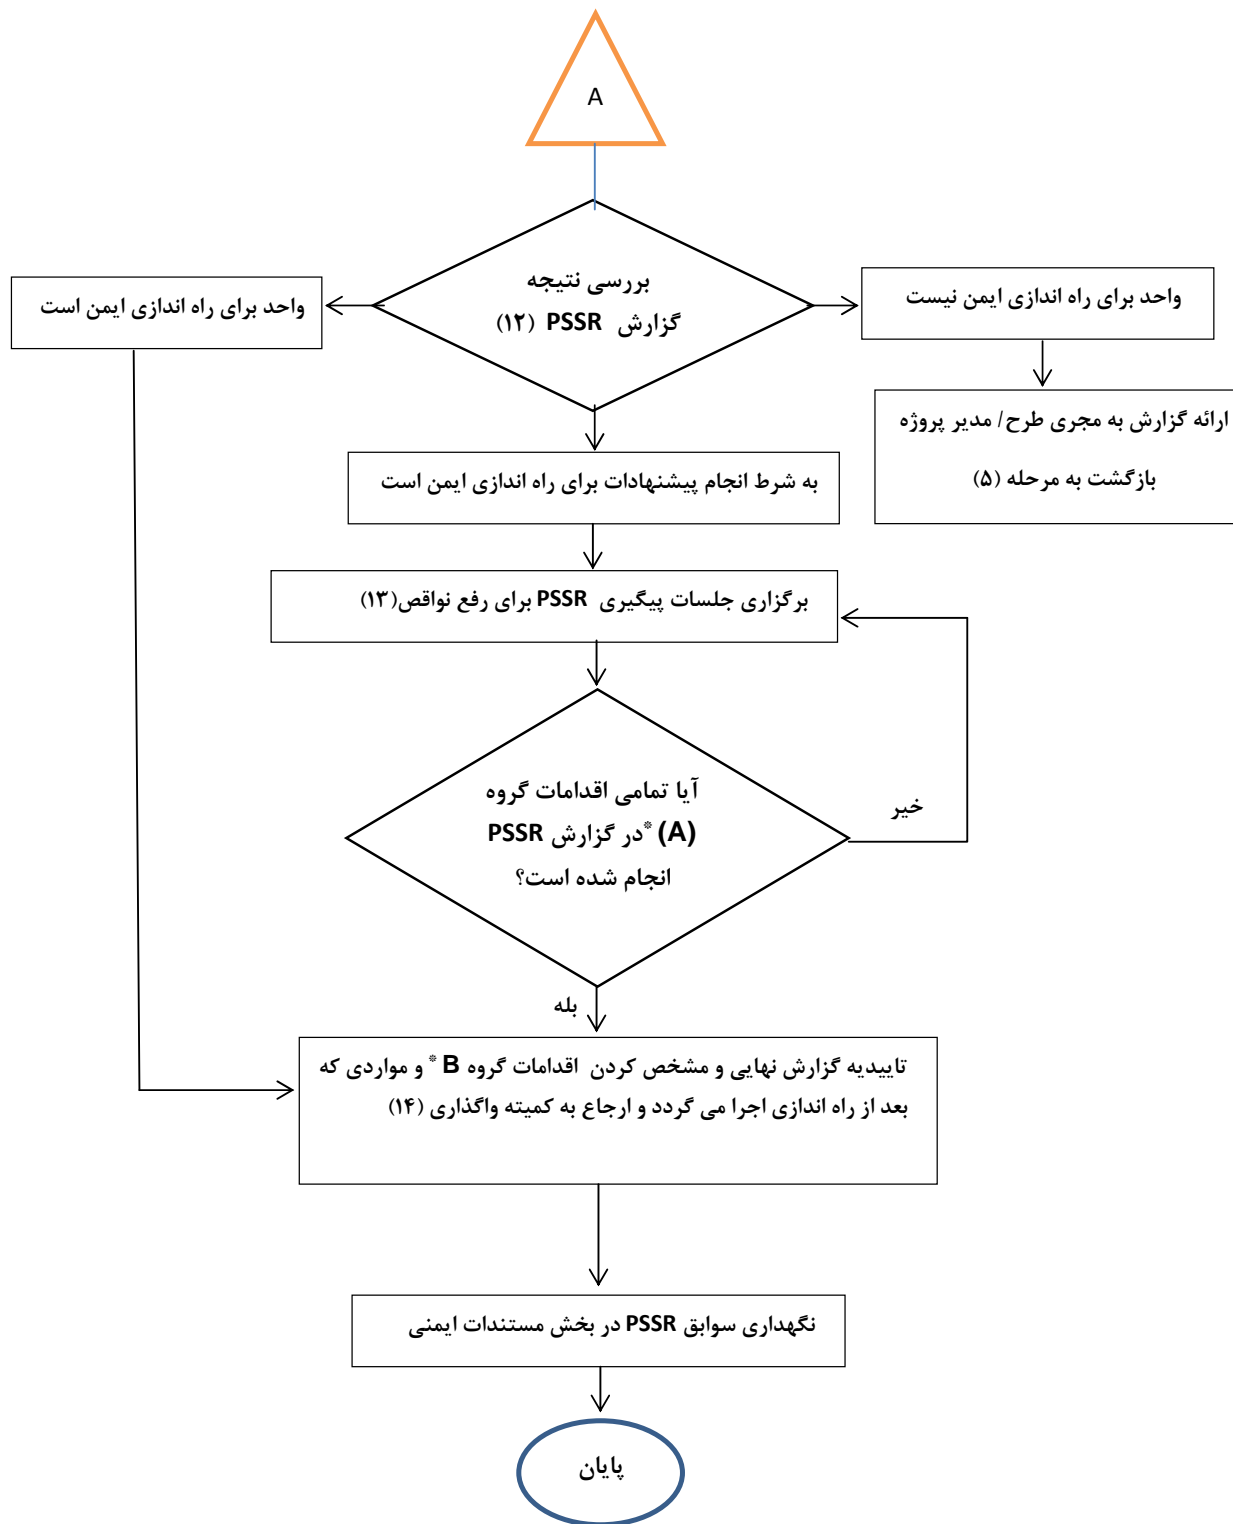 A
بررسی نتیجه
گزارش PSSR (۱۲)
واحد برای راه اندازی ایمن نیست
واحد برای راه اندازی ایمن است
ارائه گزارش به مجری طرح/ مدیر پروژه
بازگشت به مرحله (۵)
به شرط انجام پیشنهادات برای راه اندازی ایمن است
برگزاری جلسات پیگیری PSSR برای رفع نواقص(۱۳)
آیا تمامی اقدامات گروه
(A) *در گزارش PSSR
انجام شده است؟
خیر
بله
تاییدیه گزارش نهایی و مشخص کردن اقدامات گروه B * و مواردی که
بعد از راه اندازی اجرا می گردد و ارجاع به کمیته واگذاری (۱۴)
نگهداری سوابق PSSR در بخش مستندات ایمنی
پایان